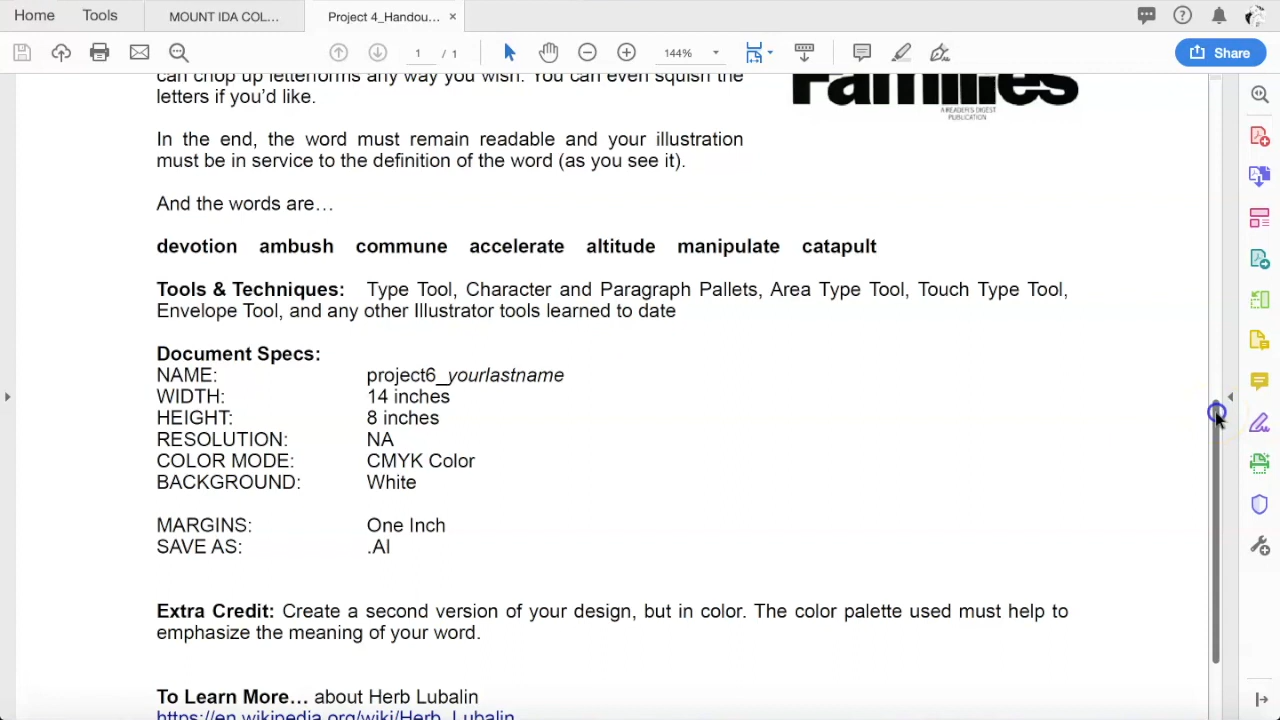 Home Tools MOUNT IDA COL... Project 4_Handou... ×
1 / 1 144% Share
can chop up letterforms any way you wish. You can even squish the
letters if you'd like.
Families
A READER'S DIGEST
PUBLICATION
In the end, the word must remain readable and your illustration
must be in service to the definition of the word (as you see it).
And the words are…
devotion ambush commune accelerate altitude manipulate catapult
Tools & Techniques: Type Tool, Character and Paragraph Pallets, Area Type Tool, Touch Type Tool,
Envelope Tool, and any other Illustrator tools learned to date
Document Specs:
NAME: project6_yourlastname
WIDTH: 14 inches
HEIGHT: 8 inches
RESOLUTION: NA
COLOR MODE: CMYK Color
BACKGROUND: White
MARGINS: One Inch
SAVE AS: .AI
Extra Credit: Create a second version of your design, but in color. The color palette used must help to
emphasize the meaning of your word.
To Learn More… about Herb Lubalin
https://en.wikipedia.org/wiki/Herb_Lubalin